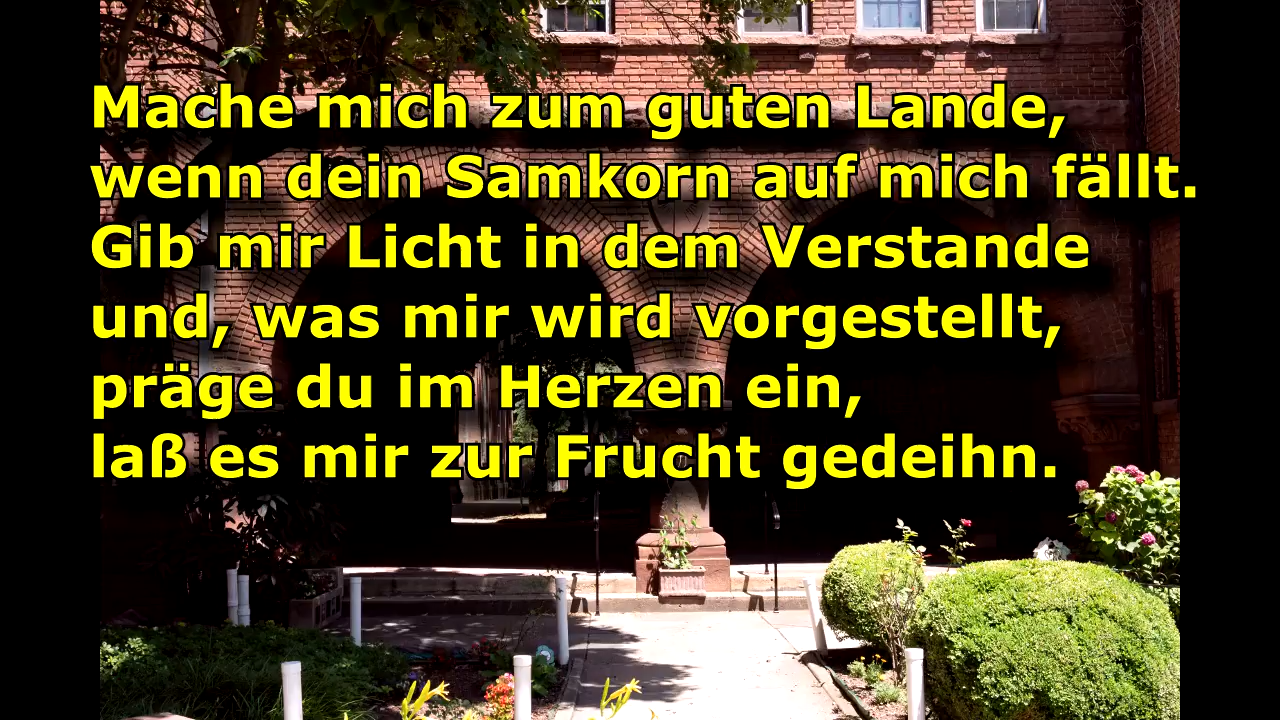 Mache mich zum guten Lande,
wenn dein Samkorn auf mich fällt.
Gib mir Licht in dem Verstande
und, was mir wird vorgestellt,
präge du im Herzen ein,
laß es mir zur Frucht gedeihn.